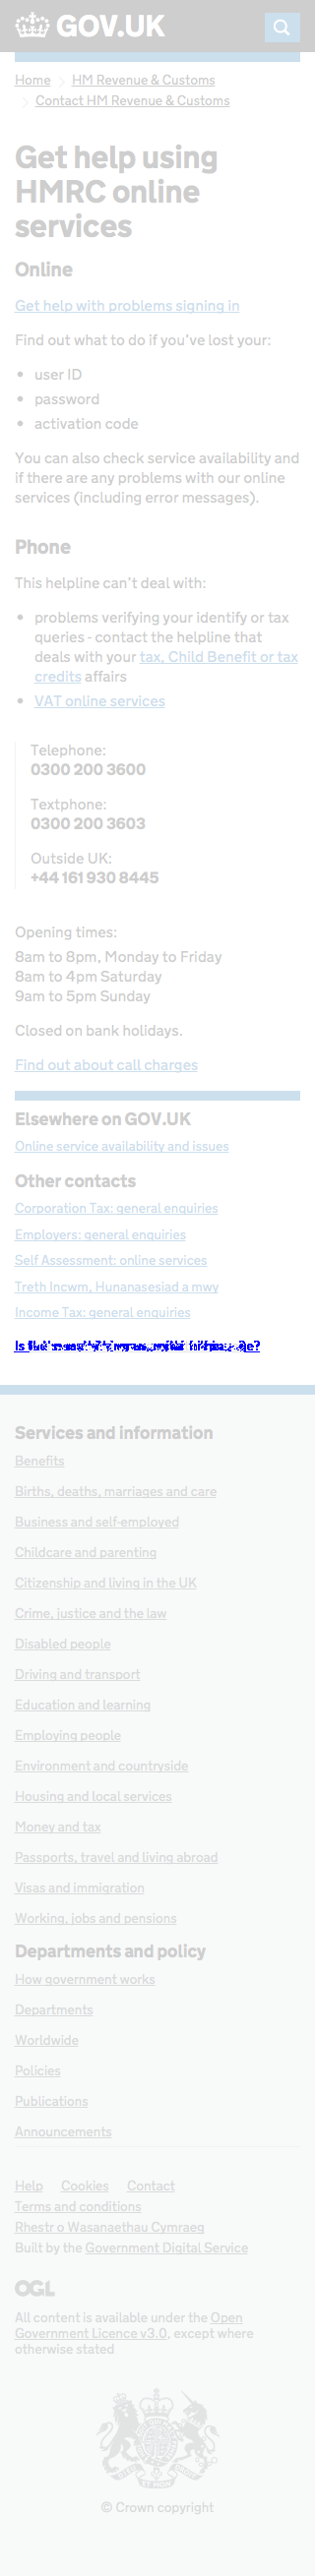 GOV.UK
Home
HM Revenue & Customs
Contact HM Revenue & Customs
Get help using
HMRC online
services
Online
Get help with problems signing in
Find out what to do if you've lost your:
• user ID
• password
• activation code
You can also check service availability and
if there are any problems with our online
services (including error messages).
Phone
This helpline can't deal with:
• problems verifying your identify or tax
queries - contact the helpline that
deals with your tax, Child Benefit or tax
credits affairs
• VAT online services
Telephone:
0300 200 3600
Textphone:
0300 200 3603
Outside UK:
+44 161 930 8445
Opening times:
8am to 8pm, Monday to Friday
8am to 4pm Saturday
9am to 5pm Sunday
Closed on bank holidays.
Find out about call charges
Elsewhere on GOV.UK
Online service availability and issues
Other contacts
Corporation Tax: general enquiries
Employers: general enquiries
Self Assessment: online services
Treth Incwm, Hunanasesiad a mwy
Income Tax: general enquiries
Services and information
Benefits
Births, deaths, marriages and care
Business and self-employed
Childcare and parenting
Citizenship and living in the UK
Crime, justice and the law
Disabled people
Driving and transport
Education and learning
Employing people
Environment and countryside
Housing and local services
Money and tax
Passports, travel and living abroad
Visas and immigration
Working, jobs and pensions
Departments and policy
How government works
Departments
Worldwide
Policies
Publications
Announcements
Help Cookies Contact
Terms and conditions
Rhestr o Wasanaethau Cymraeg
Built by the Government Digital Service
OGL
All content is available under the Open
Government Licence v3.0, except where
otherwise stated
© Crown copyright